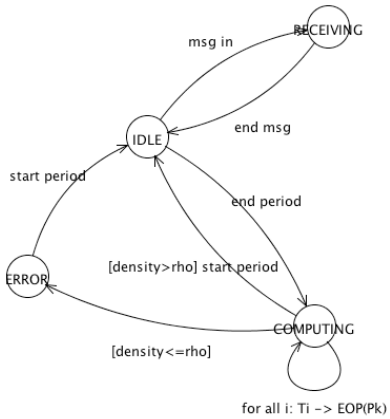 RECEIVING
msg in
end msg
IDLE
start period
end period
[density>rho] start period
ERROR
COMPUTING
[density<=rho]
for all i: Ti -> EOP(Pk)